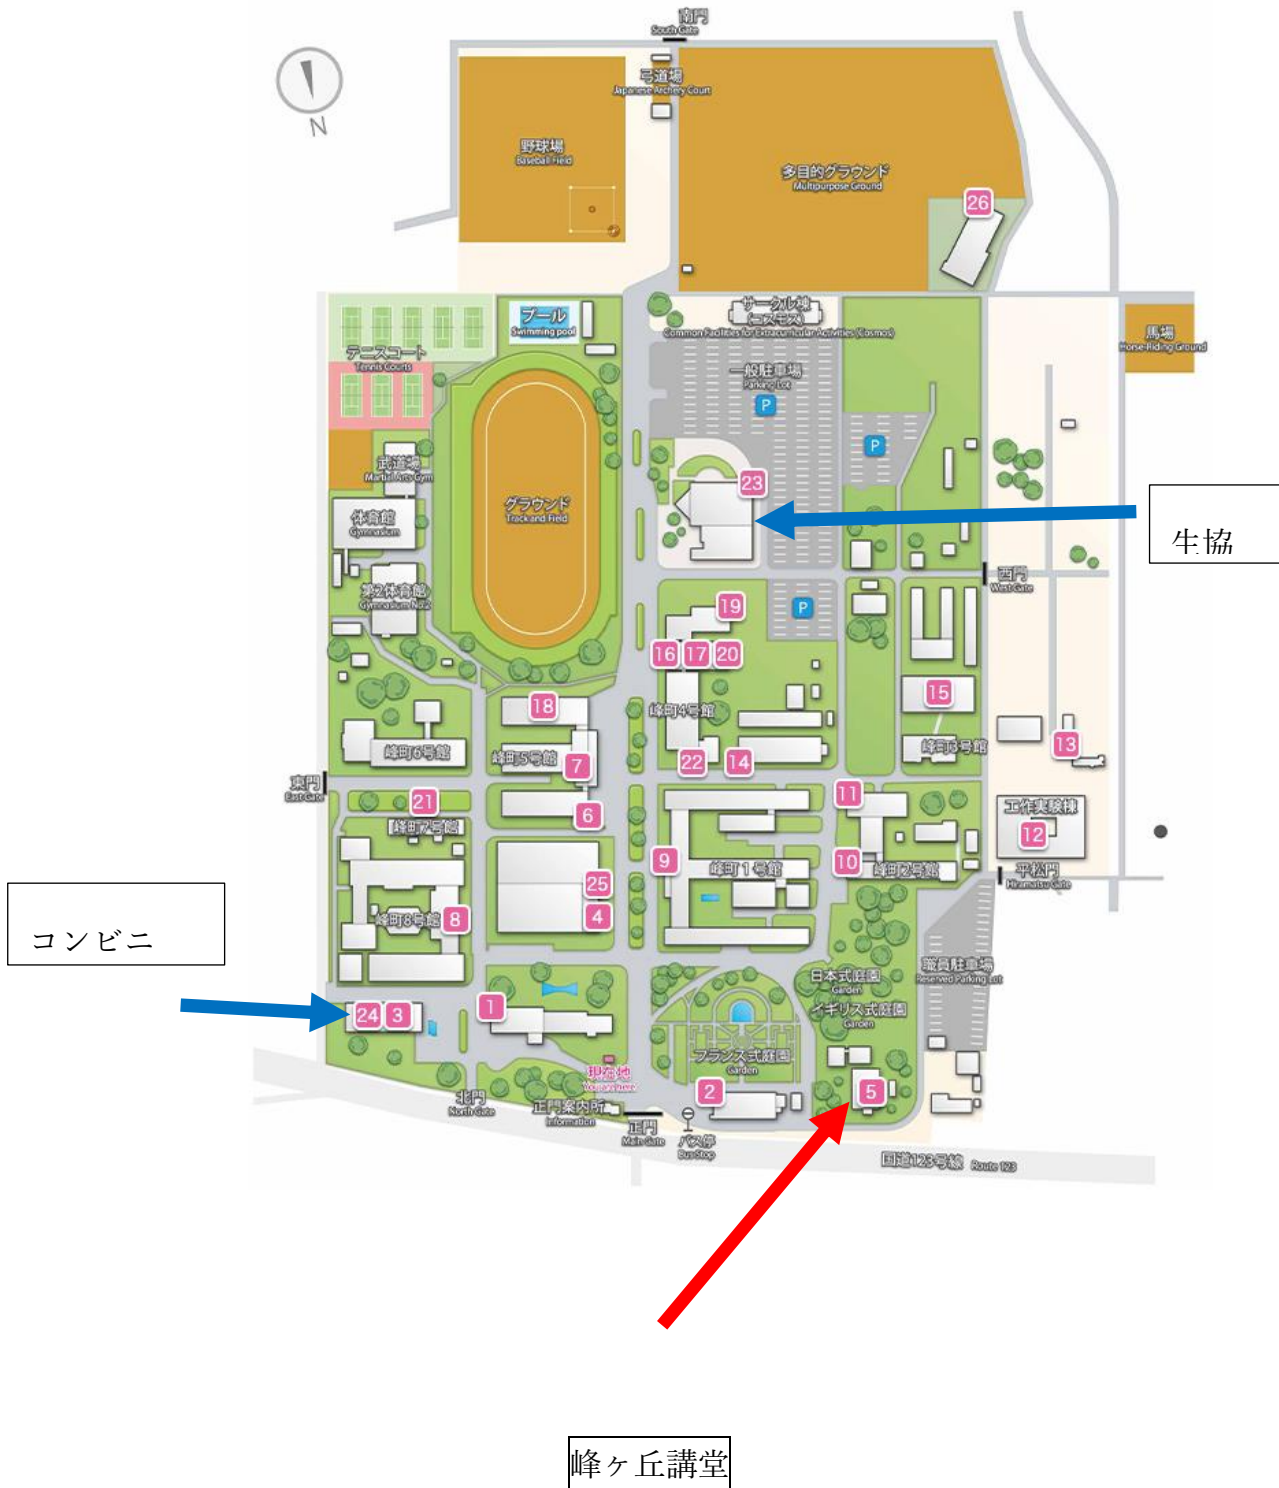 南門
South Gate
弓道場
Japanese Archery Court
N
野球場
Baseball Field
多目的グラウンド
Multipurpose Ground
26
プール
Swimming pool
サークル棟
(コスモス)
Common Facilities for Extracurricular Activities (Cosmos)
馬場
Horse-Riding Ground
テニスコート
Tennis Courts
一般駐車場
Parking Lot
P
P
武道場
Martial Arts Gym
23
グラウンド
Track and Field
体育館
Gymnasium
生協
西門
West Gate
第2体育館
Gymnasium No.2
19
P
16
17
20
15
18
峰町4号館
峰町6号館
峰町5号館
7
22
14
峰町3号館
13
東門
East Gate
21
峰町7号館
6
11
工作実験棟
12
9
峰町1号館
10
峰町2号館
平松門
Hiramatsu Gate
25
4
峰町8号館
8
コンビニ
日本式庭園
Garden
職員駐車場
Reserved Parking Lot
24
3
1
イギリス式庭園
Garden
フランス式庭園
Garden
現在地
You are here.
2
5
北門
North Gate
正門案内所
Information
正門
Main Gate
バス停
Bus Stop
国道123号線 Route 123
峰ヶ丘講堂